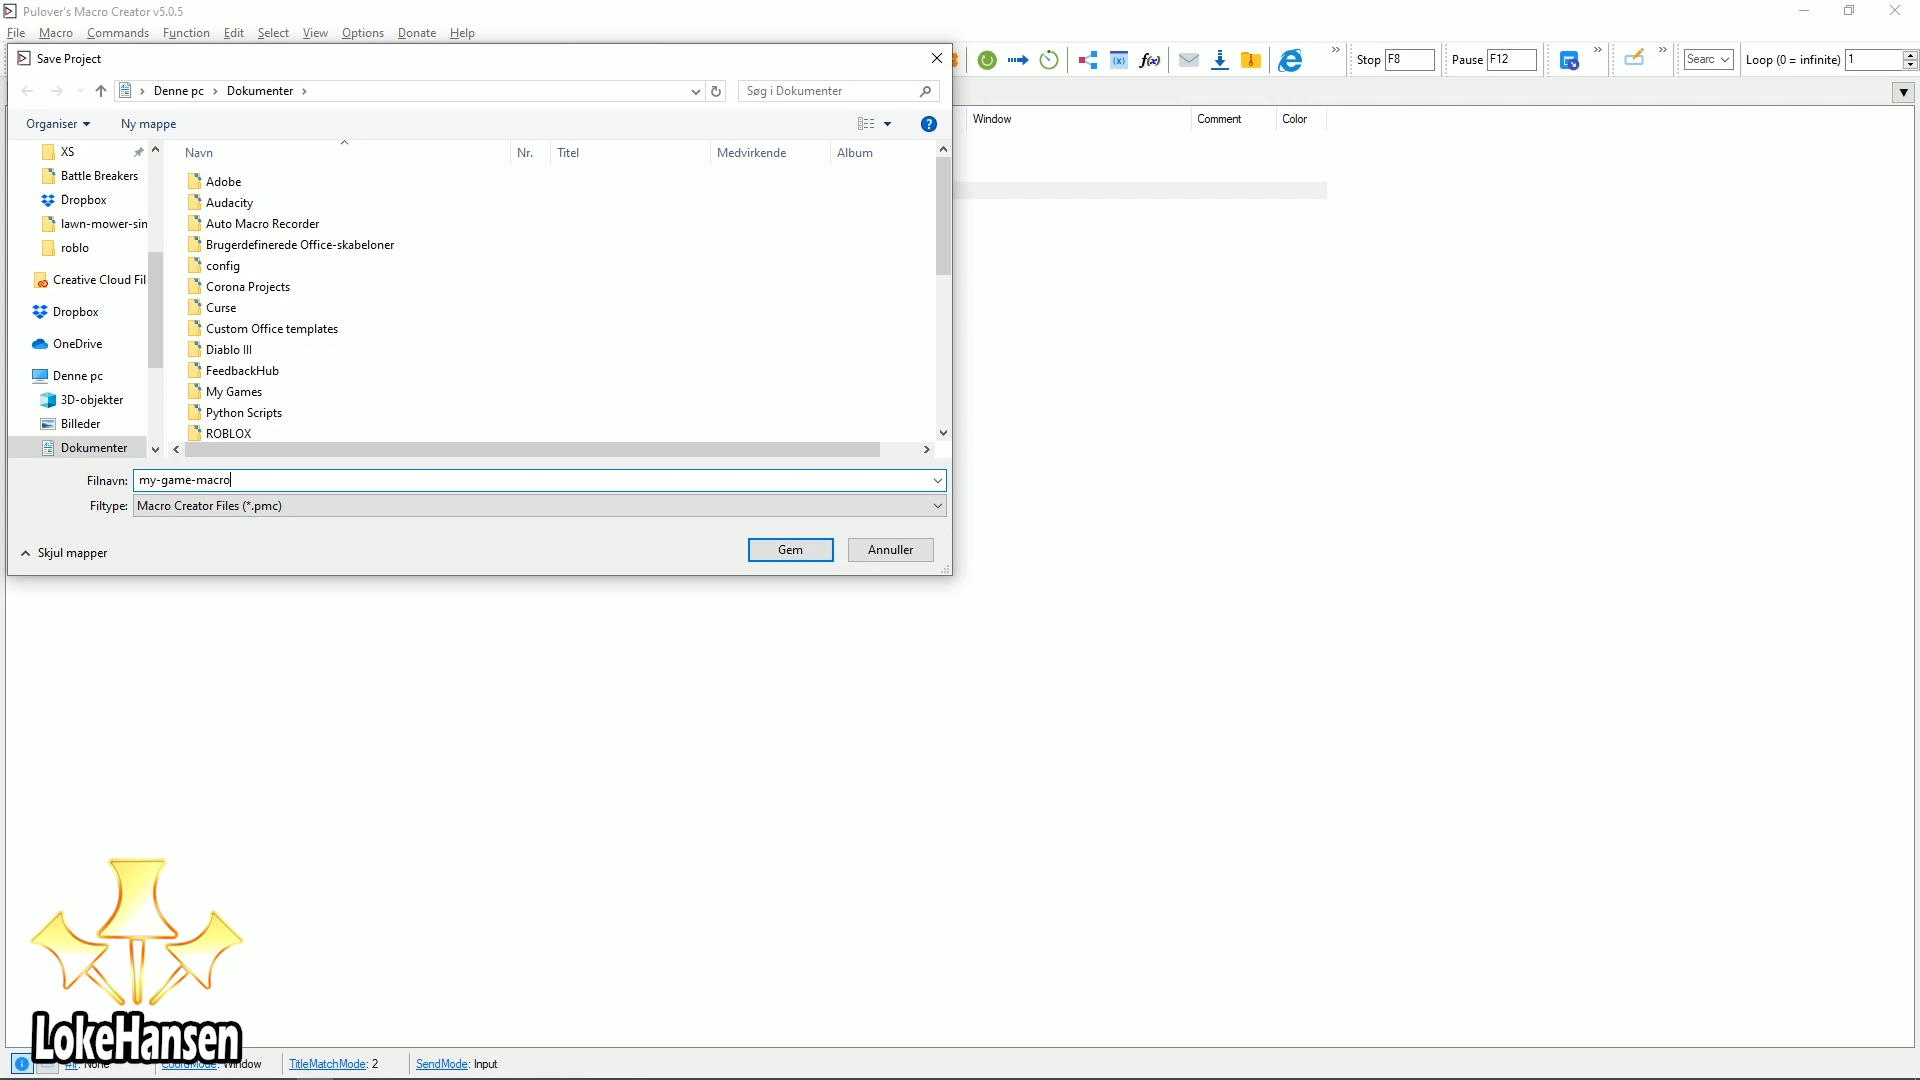 Pulover's Macro Creator v5.0.5
File Macro Commands Function Edit Select View Options Donate Help
Save Project
Stop F8
Pause F12
Searc
Loop (0 = infinite) 1
Denne pc Dokumenter
Søg i Dokumenter
Organiser Ny mappe
Window Comment Color
Navn Nr. Titel Medvirkende Album
XS
Battle Breakers
Dropbox
lawn-mower-sin
roblo
Creative Cloud Fil
Dropbox
OneDrive
Denne pc
3D-objekter
Billeder
Dokumenter
Adobe
Audacity
Auto Macro Recorder
Brugerdefinerede Office-skabeloner
config
Corona Projects
Curse
Custom Office templates
Diablo III
FeedbackHub
My Games
Python Scripts
ROBLOX
Filnavn: my-game-macro
Filtype: Macro Creator Files (*.pmc)
Skjul mapper
Gem Annuller
LokeHansen
None CoordMode: Window TitleMatchMode: 2 SendMode: Input